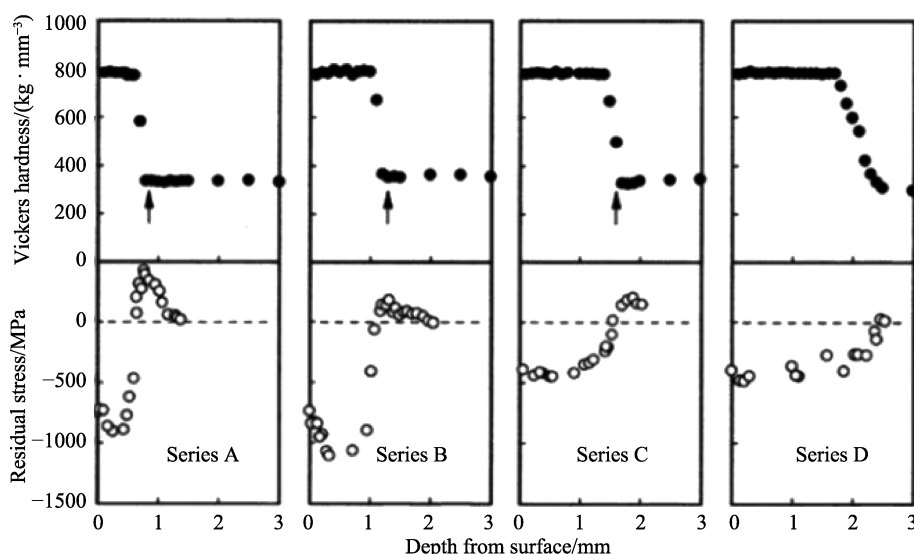 Vickers hardness/(kg · mm⁻³)
1000
800
600
400
200
0
Residual stress/MPa
0
−500
−1000
−1500
Series A
Series B
Series C
Series D
0 1 2 3 0 1 2 3 0 1 2 3 0 1 2 3
Depth from surface/mm